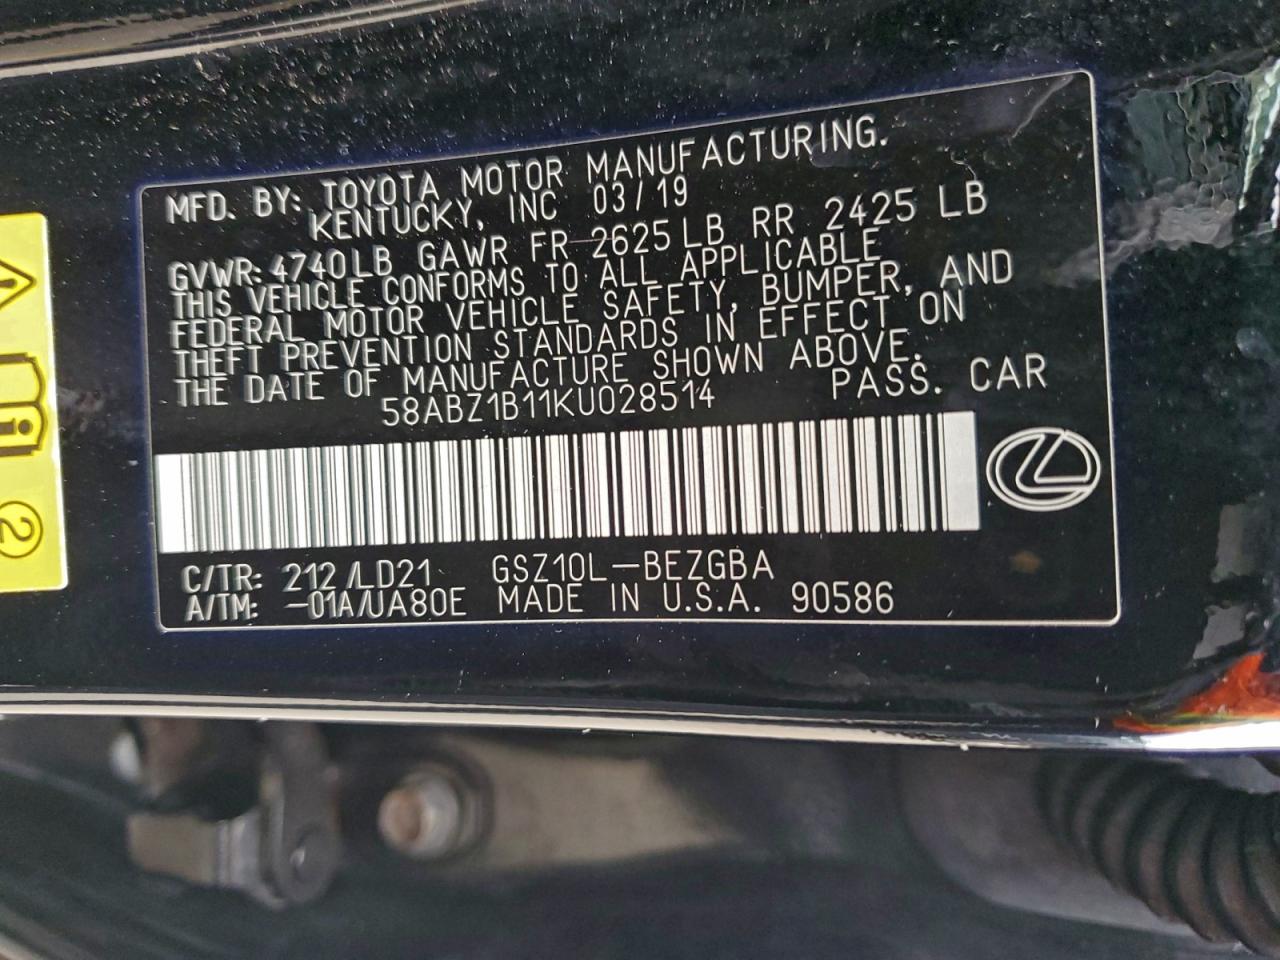 MFD. BY: TOYOTA MOTOR MANUFACTURING.
KENTUCKY, INC 03/19
GVWR: 4740LB GAWR FR 2625 LB RR 2425 LB
THIS VEHICLE CONFORMS TO ALL APPLICABLE
FEDERAL MOTOR VEHICLE SAFETY, BUMPER, AND
THEFT PREVENTION STANDARDS IN EFFECT ON
THE DATE OF MANUFACTURE SHOWN ABOVE.
58ABZ1B11KU028514 PASS. CAR
C/TR: 212 /LD21 GSZ10L-BEZGBA
A/TM: -01A/UA80E MADE IN U.S.A. 90586
2